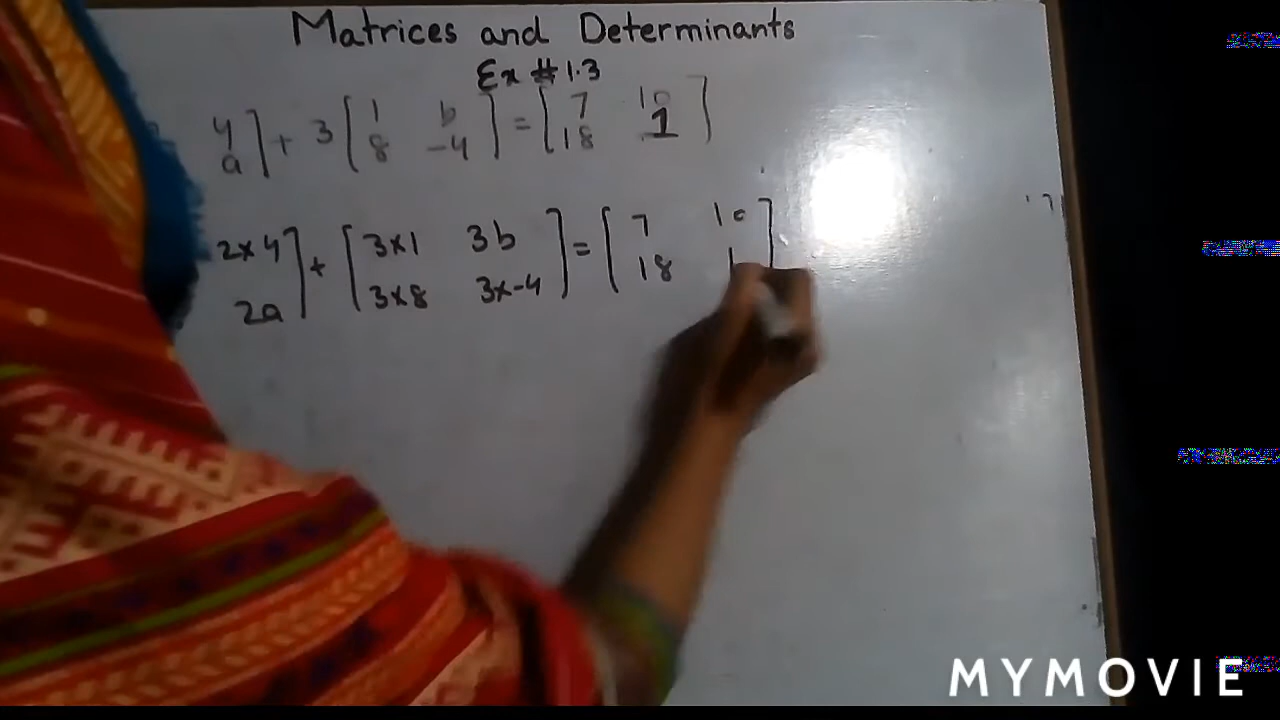 Matrices and Determinants
Ex # 1.3
4 ] + 3 [ 1 b ] = [ 7 10 ]
a 8 -4 18 1
2x4 ] + [ 3x1 3b ] = [ 7 10 ]
2a 3x8 3x-4 18 1
MYMOVIE